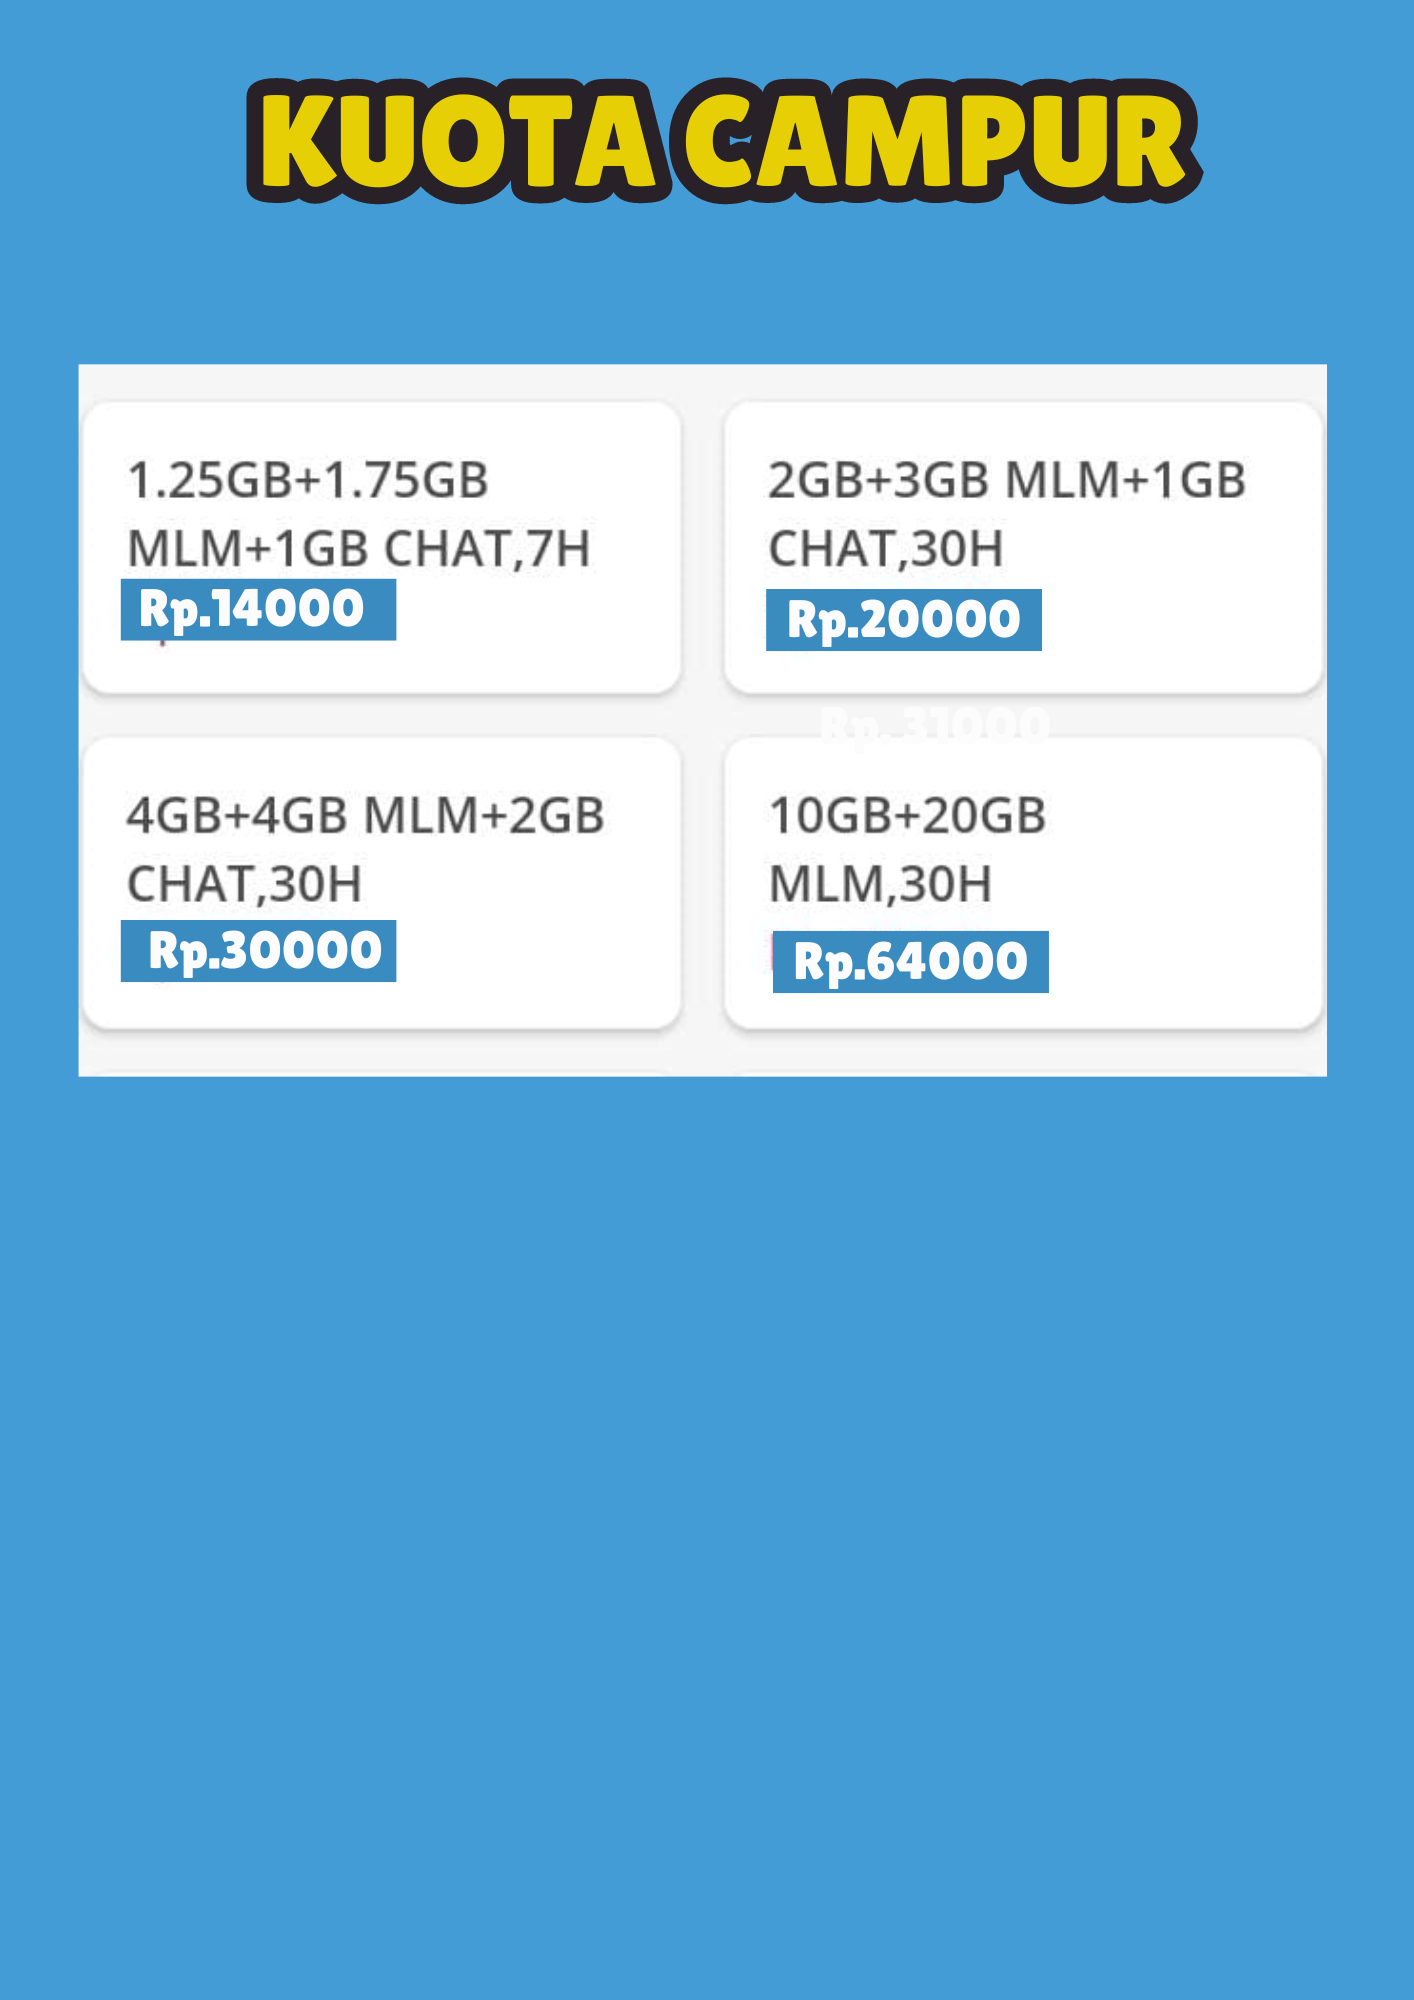 KUOTA CAMPUR
1.25GB+1.75GB
MLM+1GB CHAT,7H
Rp.14000
2GB+3GB MLM+1GB
CHAT,30H
Rp.20000
Rp. 31000
4GB+4GB MLM+2GB
CHAT,30H
Rp.30000
10GB+20GB
MLM,30H
Rp.64000